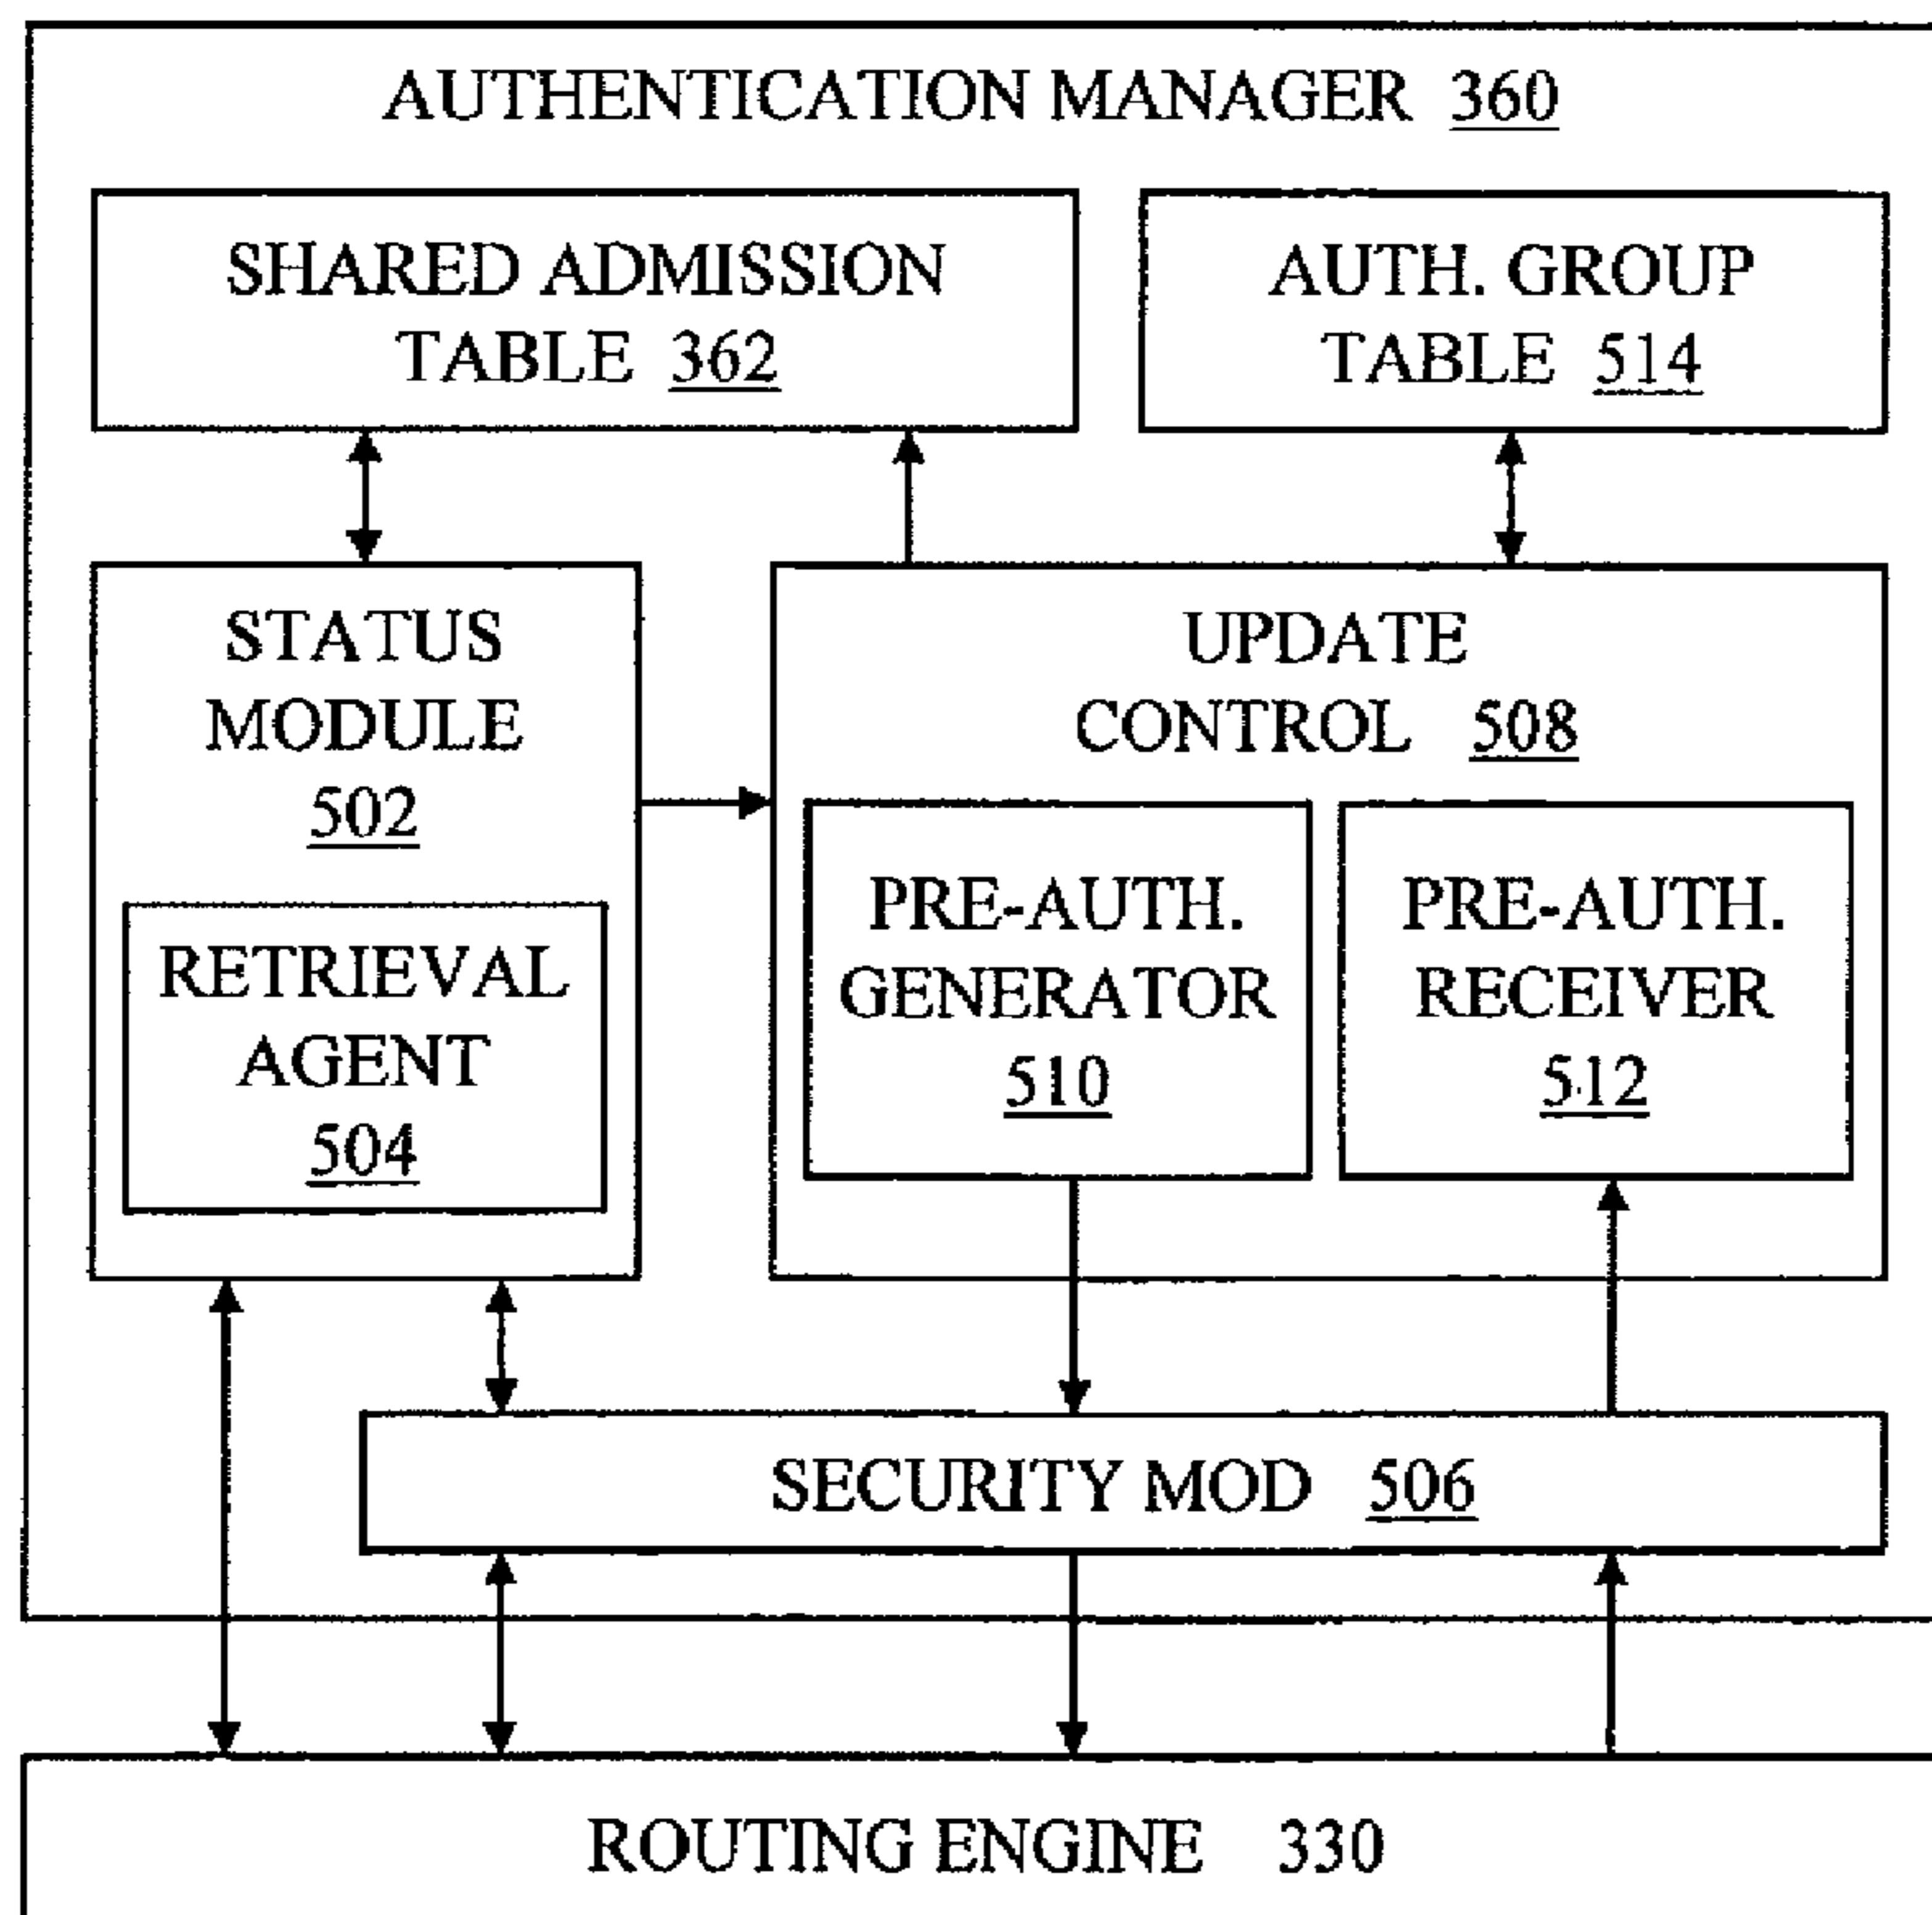 AUTHENTICATION MANAGER 360
SHARED ADMISSION
TABLE 362
AUTH. GROUP
TABLE 514
STATUS
MODULE
502
RETRIEVAL
AGENT
504
UPDATE
CONTROL 508
PRE-AUTH.
GENERATOR
510
PRE-AUTH.
RECEIVER
512
SECURITY MOD 506
ROUTING ENGINE 330